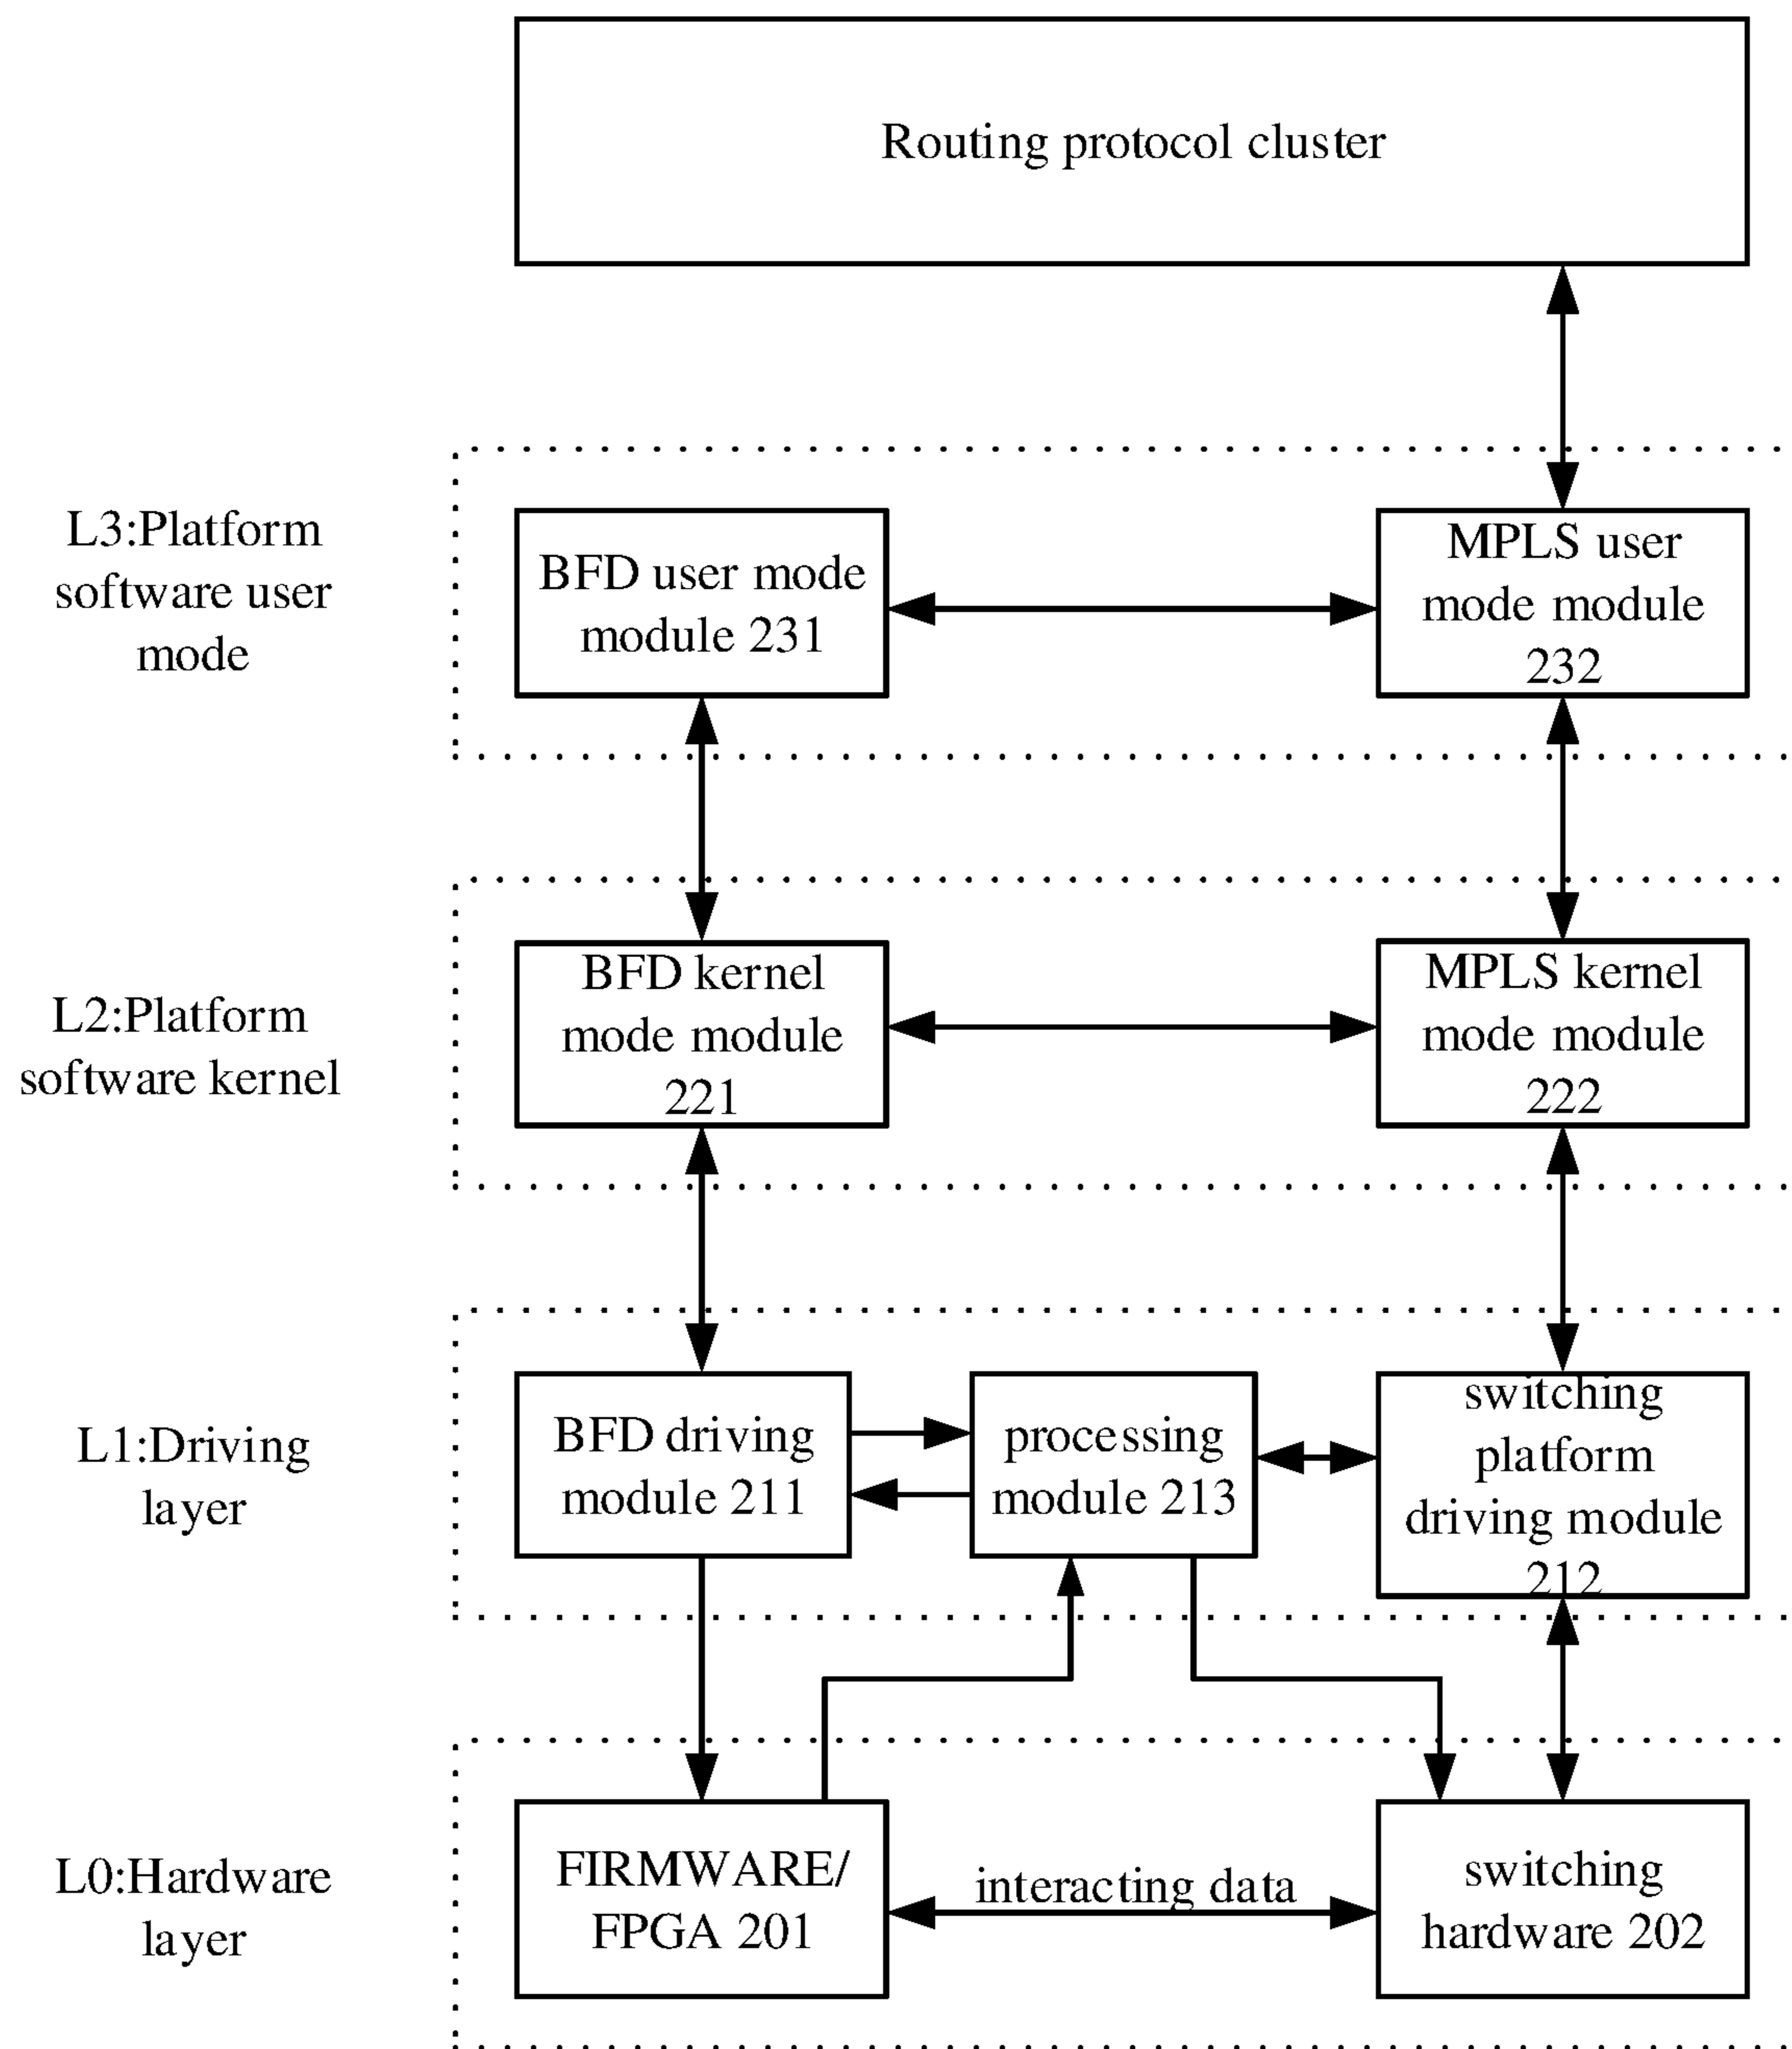 Routing protocol cluster
L3:Platform
software user
mode
BFD user mode
module 231
MPLS user
mode module
232
L2:Platform
software kernel
BFD kernel
mode module
221
MPLS kernel
mode module
222
L1:Driving
layer
BFD driving
module 211
processing
module 213
switching
platform
driving module
212
L0:Hardware
layer
FIRMWARE/
FPGA 201
interacting data
switching
hardware 202